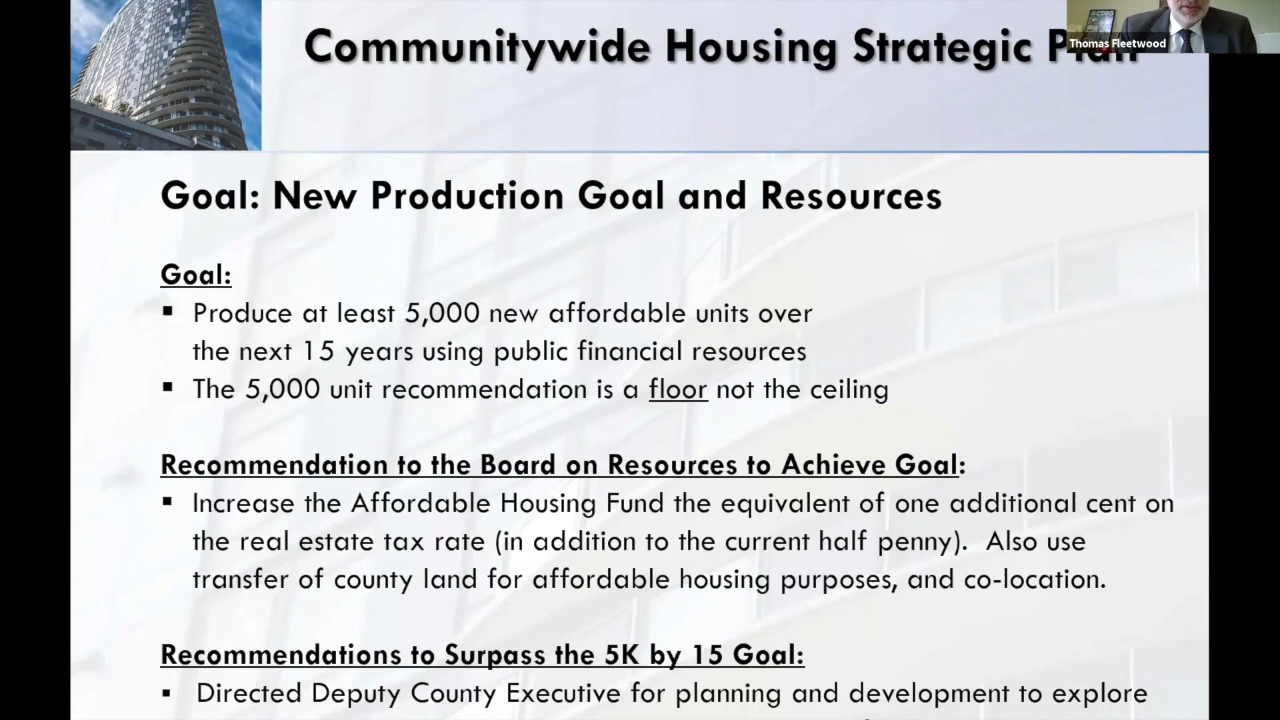 Communitywide Housing Strategic Plan
Thomas Fleetwood
Goal: New Production Goal and Resources
Goal:
▪ Produce at least 5,000 new affordable units over
the next 15 years using public financial resources
▪ The 5,000 unit recommendation is a floor not the ceiling
Recommendation to the Board on Resources to Achieve Goal:
▪ Increase the Affordable Housing Fund the equivalent of one additional cent on
the real estate tax rate (in addition to the current half penny). Also use
transfer of county land for affordable housing purposes, and co-location.
Recommendations to Surpass the 5K by 15 Goal:
▪ Directed Deputy County Executive for planning and development to explore